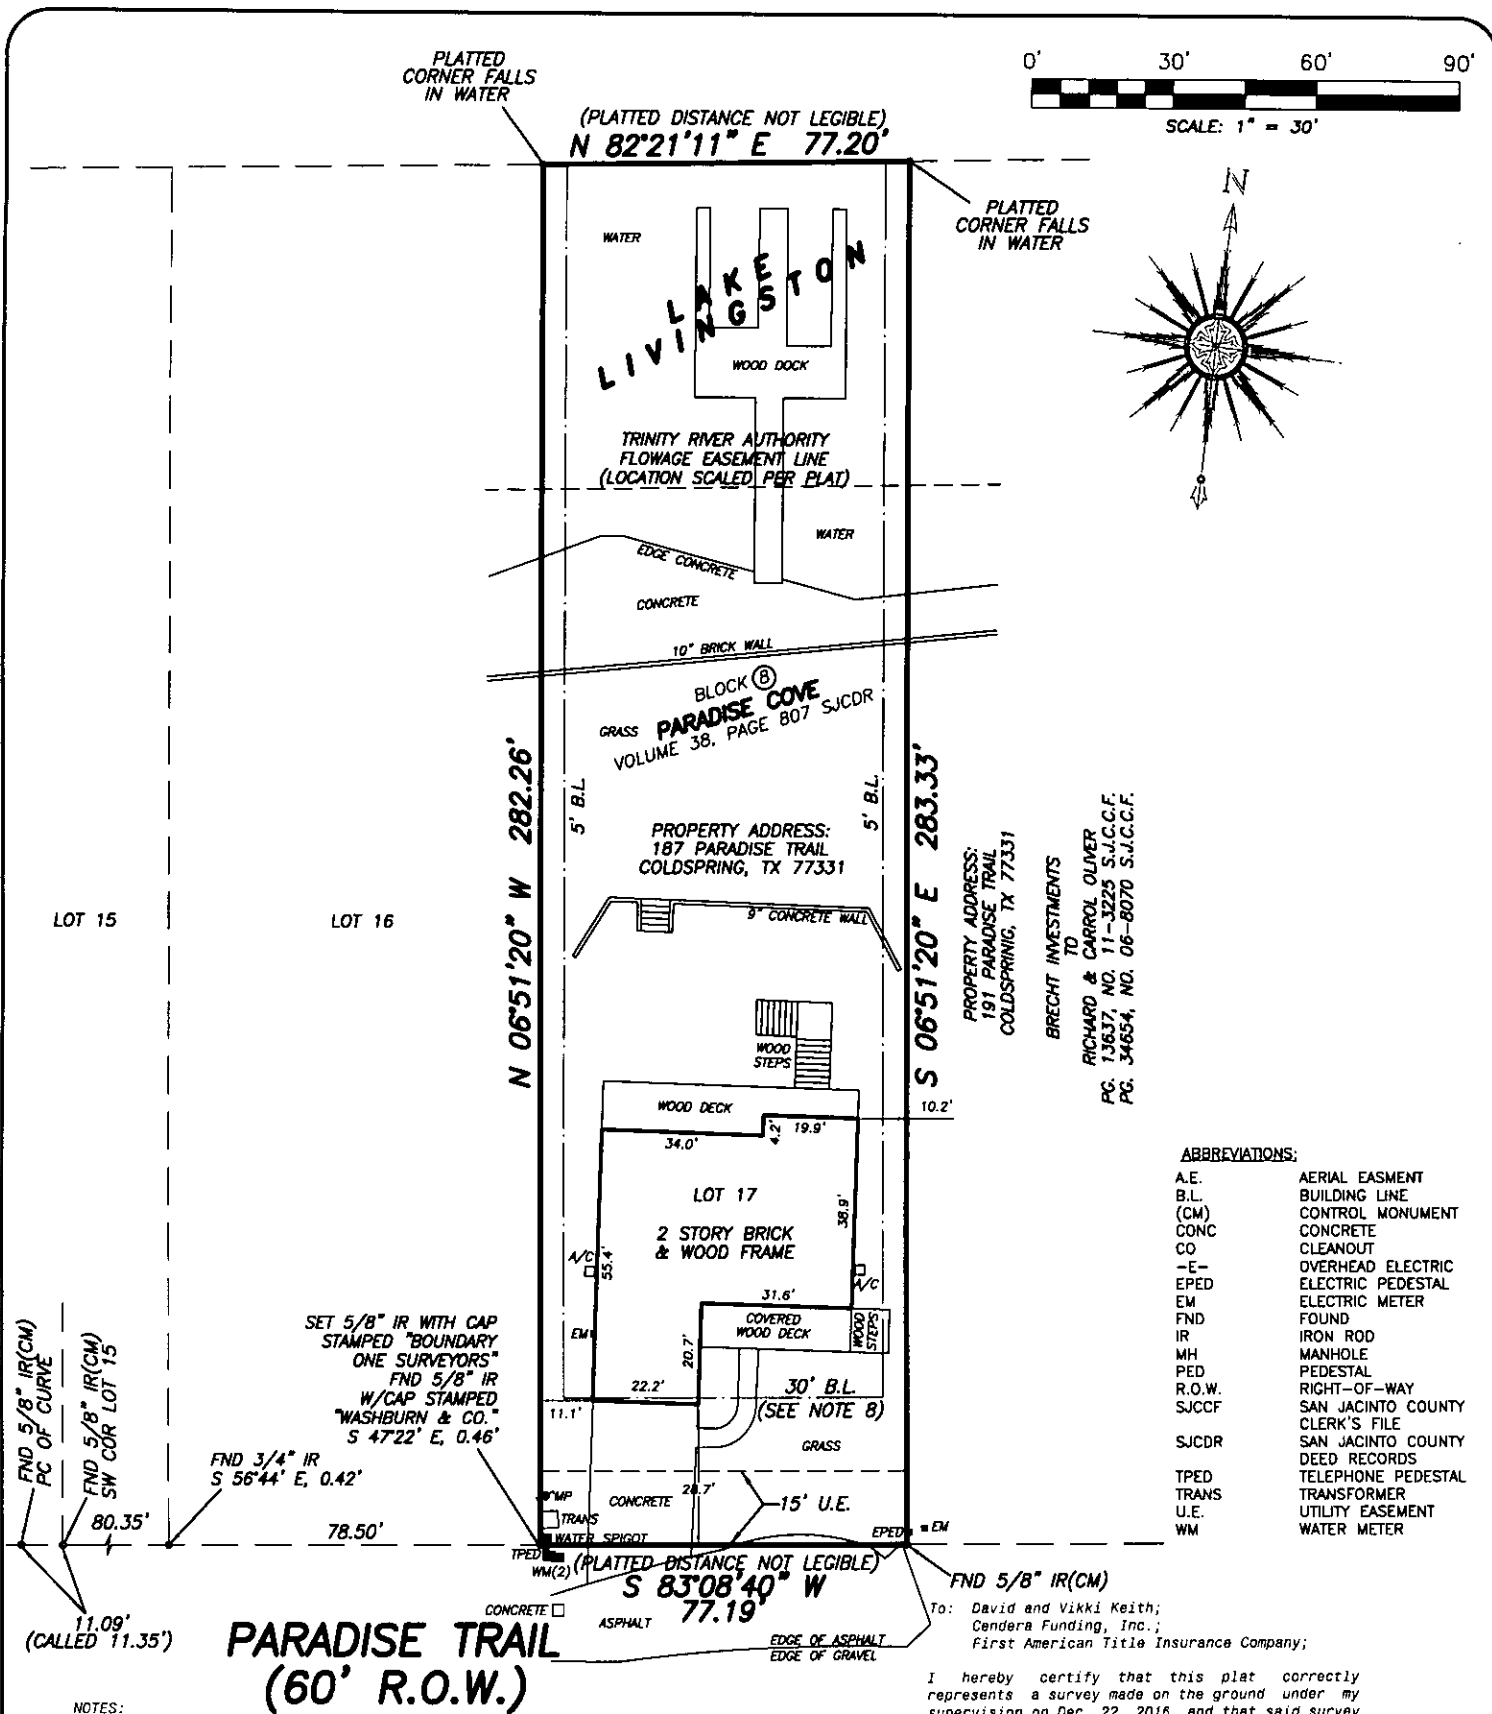 PLATTED
CORNER FALLS
IN WATER
0' 30' 60' 90'
SCALE: 1" = 30'
(PLATTED DISTANCE NOT LEGIBLE)
N 82°21'11" E 77.20'
N
PLATTED
CORNER FALLS
IN WATER
WATER
LAKE
LIVINGSTON
WOOD DOCK
TRINITY RIVER AUTHORITY
FLOWAGE EASEMENT LINE
(LOCATION SCALED PER PLAT)
WATER
EDGE CONCRETE
CONCRETE
10" BRICK WALL
BLOCK 8
PARADISE COVE
GRASS
VOLUME 38, PAGE 807 SJCDR
N 06°51'20" W 282.26'
5' B.L.
5' B.L.
S 06°51'20" E 283.33'
PROPERTY ADDRESS:
187 PARADISE TRAIL
COLDSPRING, TX 77331
PROPERTY ADDRESS:
191 PARADISE TRAIL
COLDSPRINIG, TX 77331
BRECHT INVESTMENTS
TO
RICHARD & CARROL OLIVER
PG. 13637, NO. 11-3225 S.J.C.C.F.
PG. 34654, NO. 06-8070 S.J.C.C.F.
LOT 15
LOT 16
9" CONCRETE WALL
WOOD
STEPS
WOOD DECK
10.2'
34.0'
4.2'
19.9'
LOT 17
38.9'
2 STORY BRICK
& WOOD FRAME
A/C
55.4'
A/C
31.6'
EM
COVERED
WOOD DECK
WOOD
STEPS
20.7'
22.2'
30' B.L.
(SEE NOTE 8)
11.1'
GRASS
ABBREVIATIONS:
A.E. AERIAL EASMENT
B.L. BUILDING LINE
(CM) CONTROL MONUMENT
CONC CONCRETE
CO CLEANOUT
-E- OVERHEAD ELECTRIC
EPED ELECTRIC PEDESTAL
EM ELECTRIC METER
FND FOUND
IR IRON ROD
MH MANHOLE
PED PEDESTAL
R.O.W. RIGHT-OF-WAY
SJCCF SAN JACINTO COUNTY
CLERK'S FILE
SJCDR SAN JACINTO COUNTY
DEED RECORDS
TPED TELEPHONE PEDESTAL
TRANS TRANSFORMER
U.E. UTILITY EASEMENT
WM WATER METER
SET 5/8" IR WITH CAP
STAMPED "BOUNDARY
ONE SURVEYORS"
FND 5/8" IR
W/CAP STAMPED
"WASHBURN & CO."
S 47°22' E, 0.46'
FND 5/8" IR(CM)
PC OF CURVE
FND 5/8" IR(CM)
SW COR LOT 15
FND 3/4" IR
S 56°44' E, 0.42'
MP
CONCRETE
15' U.E.
TRANS
WATER SPIGOT
EPED
EM
80.35'
78.50'
TPED
WM(2)
(PLATTED DISTANCE NOT LEGIBLE)
S 83°08'40" W
77.19'
FND 5/8" IR(CM)
11.09'
(CALLED 11.35')
CONCRETE
ASPHALT
EDGE OF ASPHALT
EDGE OF GRAVEL
PARADISE TRAIL
(60' R.O.W.)
To: David and Vikki Keith;
Cendera Funding, Inc.;
First American Title Insurance Company;
I hereby certify that this plat correctly
represents a survey made on the ground under my
supervision on Dec. 22, 2016, and that said survey
NOTES: